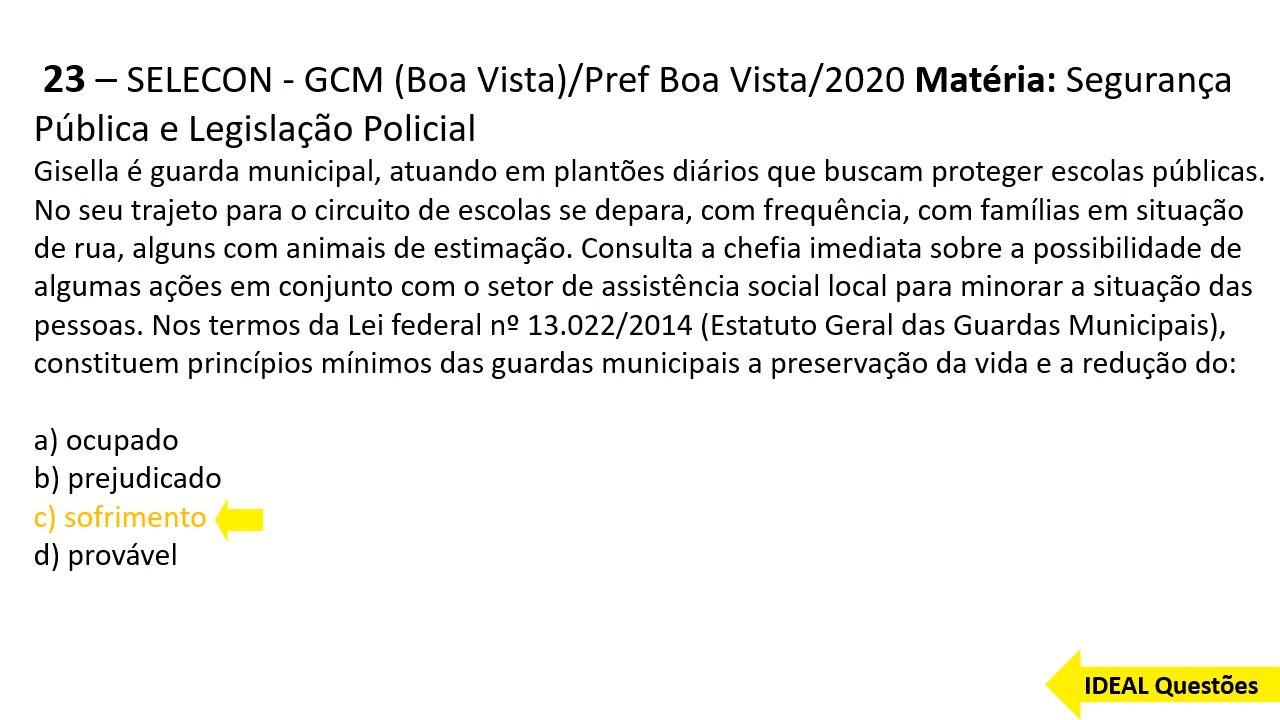 23 – SELECON - GCM (Boa Vista)/Pref Boa Vista/2020 Matéria: Segurança
Pública e Legislação Policial
Gisella é guarda municipal, atuando em plantões diários que buscam proteger escolas públicas.
No seu trajeto para o circuito de escolas se depara, com frequência, com famílias em situação
de rua, alguns com animais de estimação. Consulta a chefia imediata sobre a possibilidade de
algumas ações em conjunto com o setor de assistência social local para minorar a situação das
pessoas. Nos termos da Lei federal nº 13.022/2014 (Estatuto Geral das Guardas Municipais),
constituem princípios mínimos das guardas municipais a preservação da vida e a redução do:
a) ocupado
b) prejudicado
c) sofrimento
d) provável
IDEAL Questões